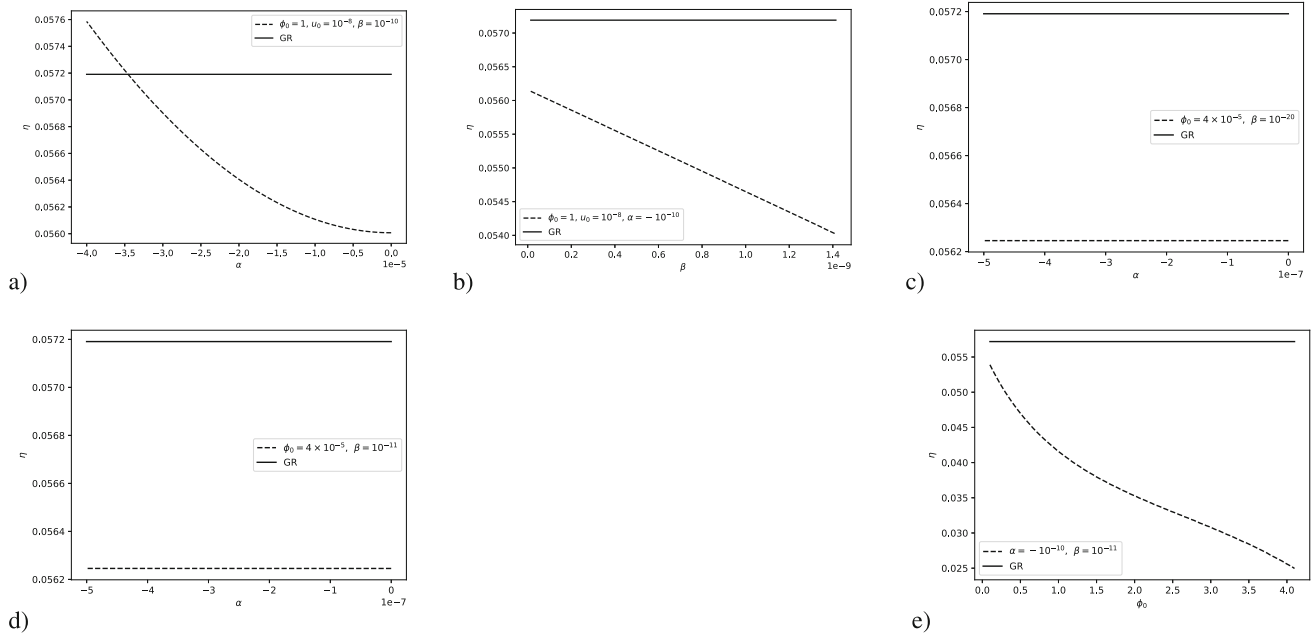 0.0576
0.0574
0.0572
0.0570
0.0568
0.0566
0.0564
0.0562
0.0560
η
−4.0 −3.5 −3.0 −2.5 −2.0 −1.5 −1.0 −0.5 0.0
1e−5
α
ϕ₀ = 1, u₀ = 10⁻⁸, β = 10⁻¹⁰
GR
a)
0.0570
0.0565
0.0560
0.0555
0.0550
0.0545
0.0540
η
0.0 0.2 0.4 0.6 0.8 1.0 1.2 1.4
1e−9
β
ϕ₀ = 1, u₀ = 10⁻⁸, α = − 10⁻¹⁰
GR
b)
0.0572
0.0570
0.0568
0.0566
0.0564
0.0562
η
−5 −4 −3 −2 −1 0
1e−7
α
ϕ₀ = 4 × 10⁻⁵, β = 10⁻²⁰
GR
c)
0.0572
0.0570
0.0568
0.0566
0.0564
0.0562
η
−5 −4 −3 −2 −1 0
1e−7
α
ϕ₀ = 4 × 10⁻⁵, β = 10⁻¹¹
GR
d)
0.055
0.050
0.045
0.040
0.035
0.030
0.025
η
0.0 0.5 1.0 1.5 2.0 2.5 3.0 3.5 4.0
ϕ₀
α = − 10⁻¹⁰, β = 10⁻¹¹
GR
e)